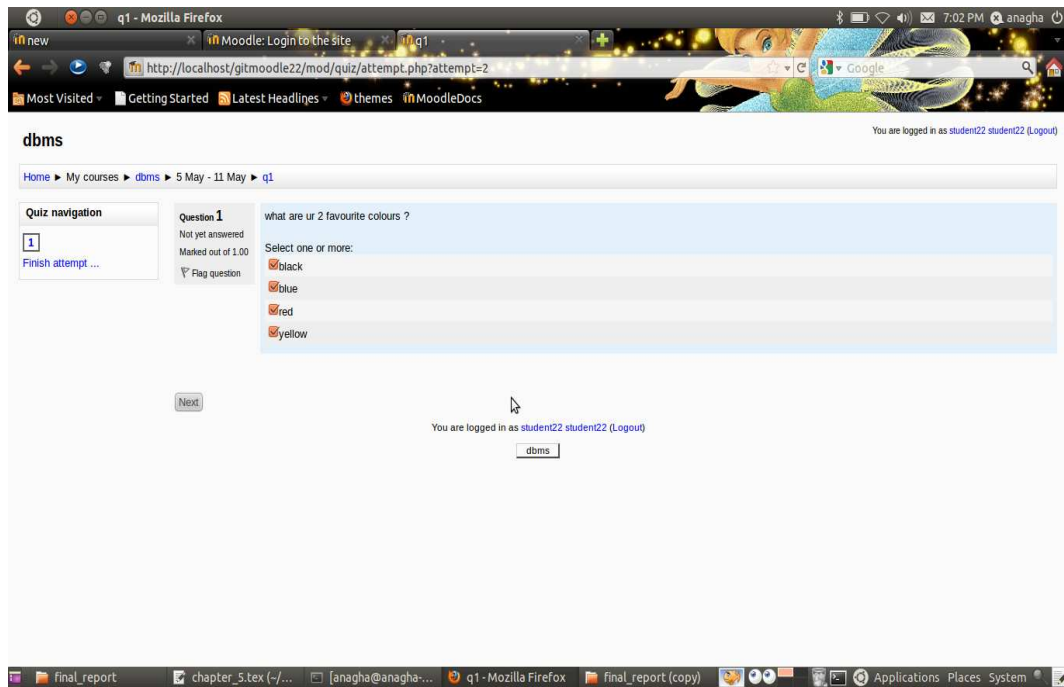 q1 - Mozilla Firefox
7:02 PM anagha
new
Moodle: Login to the site
q1
http://localhost/gitmoodle22/mod/quiz/attempt.php?attempt=2
Google
Most Visited
Getting Started
Latest Headlines
themes
MoodleDocs
You are logged in as student22 student22 (Logout)
dbms
Home ► My courses ► dbms ► 5 May - 11 May ► q1
Quiz navigation
1
Finish attempt ...
Question 1
Not yet answered
Marked out of 1.00
Flag question
what are ur 2 favourite colours ?
Select one or more:
black
blue
red
yellow
Next
You are logged in as student22 student22 (Logout)
dbms
final_report
chapter_5.tex (~/...
[anagha@anagha-...
q1 - Mozilla Firefox
final_report (copy)
Applications Places System